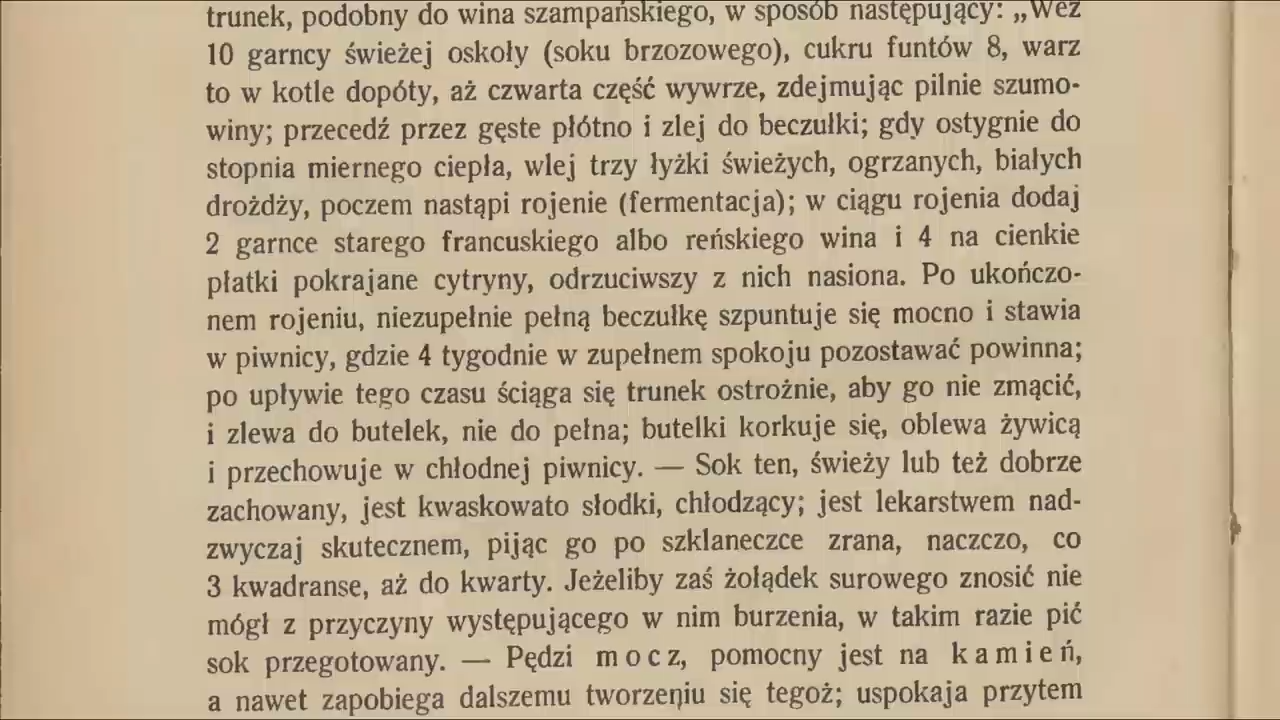 trunek, podobny do wina szampańskiego, w sposób następujący: „Weź
10 garncy świeżej oskoły (soku brzozowego), cukru funtów 8, warz
to w kotle dopóty, aż czwarta część wywrze, zdejmując pilnie szumo-
winy; przecedź przez gęste płótno i zlej do beczułki; gdy ostygnie do
stopnia miernego ciepła, wlej trzy łyżki świeżych, ogrzanych, białych
drożdży, poczem nastąpi rojenie (fermentacja); w ciągu rojenia dodaj
2 garnce starego francuskiego albo reńskiego wina i 4 na cienkie
płatki pokrajane cytryny, odrzuciwszy z nich nasiona. Po ukończo-
nem rojeniu, niezupełnie pełną beczułkę szpuntuje się mocno i stawia
w piwnicy, gdzie 4 tygodnie w zupełnem spokoju pozostawać powinna;
po upływie tego czasu ściąga się trunek ostrożnie, aby go nie zmącić,
i zlewa do butelek, nie do pełna; butelki korkuje się, oblewa żywicą
i przechowuje w chłodnej piwnicy. — Sok ten, świeży lub też dobrze
zachowany, jest kwaskowato słodki, chłodzący; jest lekarstwem nad-
zwyczaj skutecznem, pijąc go po szklaneczce zrana, naczczo, co
3 kwadranse, aż do kwarty. Jeżeliby zaś żołądek surowego znosić nie
mógł z przyczyny występującego w nim burzenia, w takim razie pić
sok przegotowany. — Pędzi mocz, pomocny jest na kamień,
a nawet zapobiega dalszemu tworzeniu się tegoż; uspokaja przytem